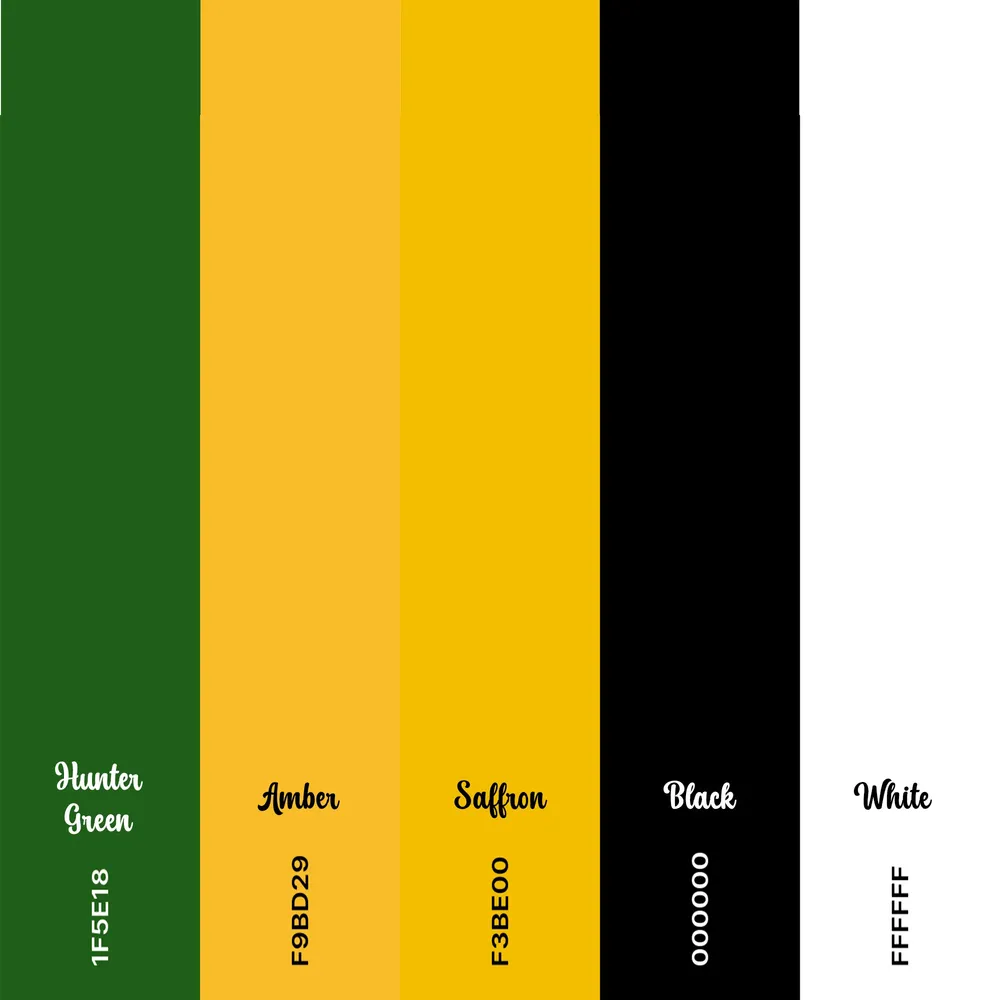 Hunter
Green
1F5E18
Amber
F9BD29
Saffron
F3BE00
Black
000000
White
FFFFFF